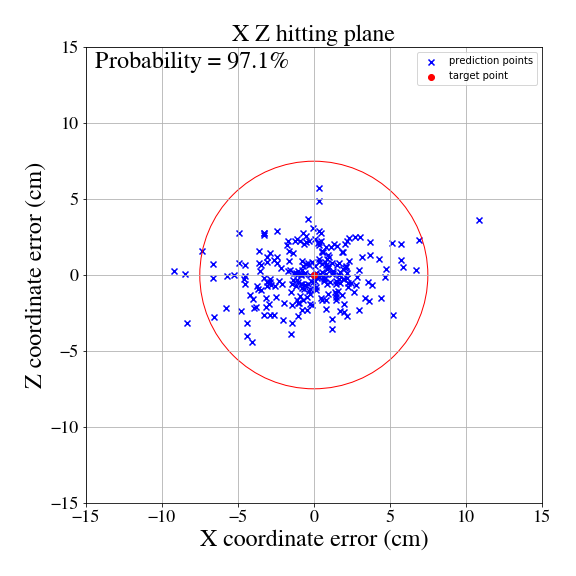 X Z hitting plane
Probability = 97.1%
prediction points
target point
15
10
5
0
−5
−10
−15
Z coordinate error (cm)
−15
−10
−5
0
5
10
15
X coordinate error (cm)